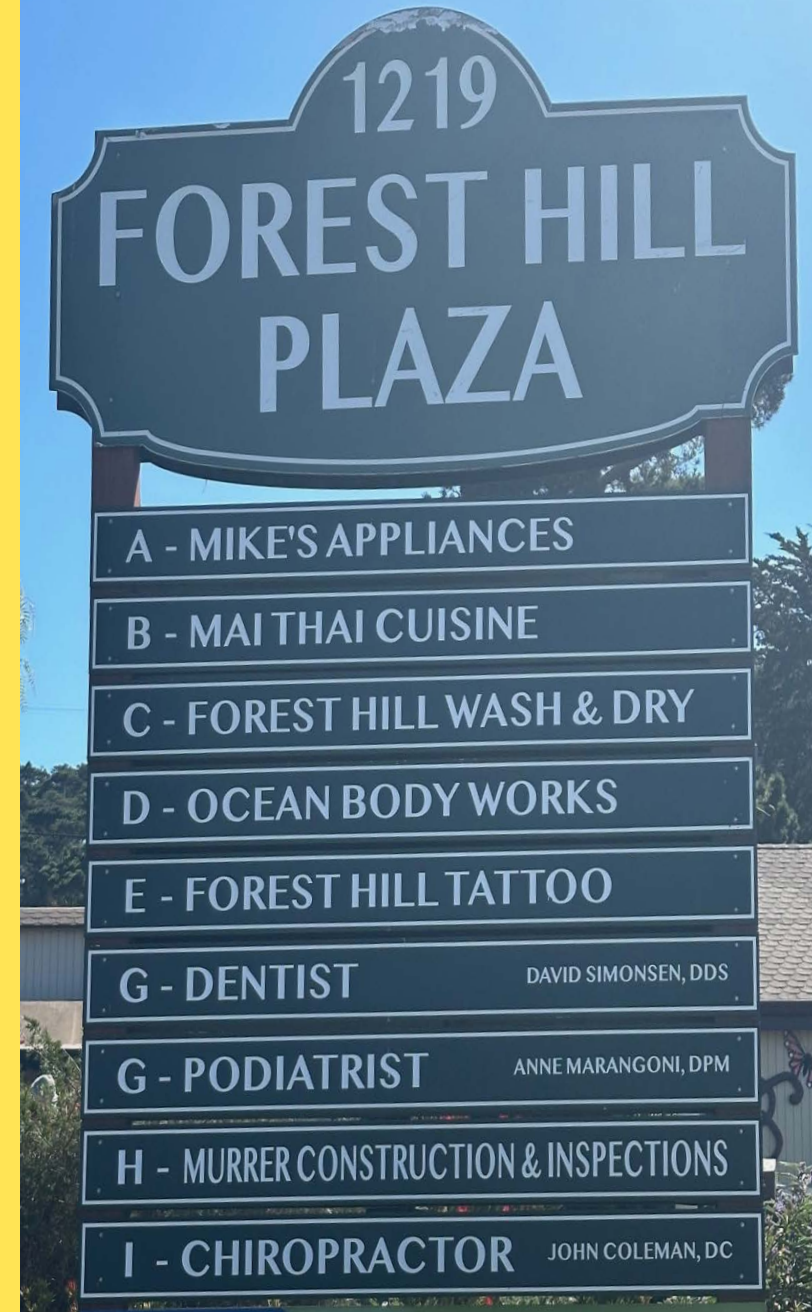 1219
FOREST HILL
PLAZA
A - MIKE'S APPLIANCES
B - MAI THAI CUISINE
C - FOREST HILL WASH & DRY
D - OCEAN BODY WORKS
E - FOREST HILL TATTOO
G - DENTIST DAVID SIMONSEN, DDS
G - PODIATRIST ANNE MARANGONI, DPM
H - MURRER CONSTRUCTION & INSPECTIONS
I - CHIROPRACTOR JOHN COLEMAN, DC